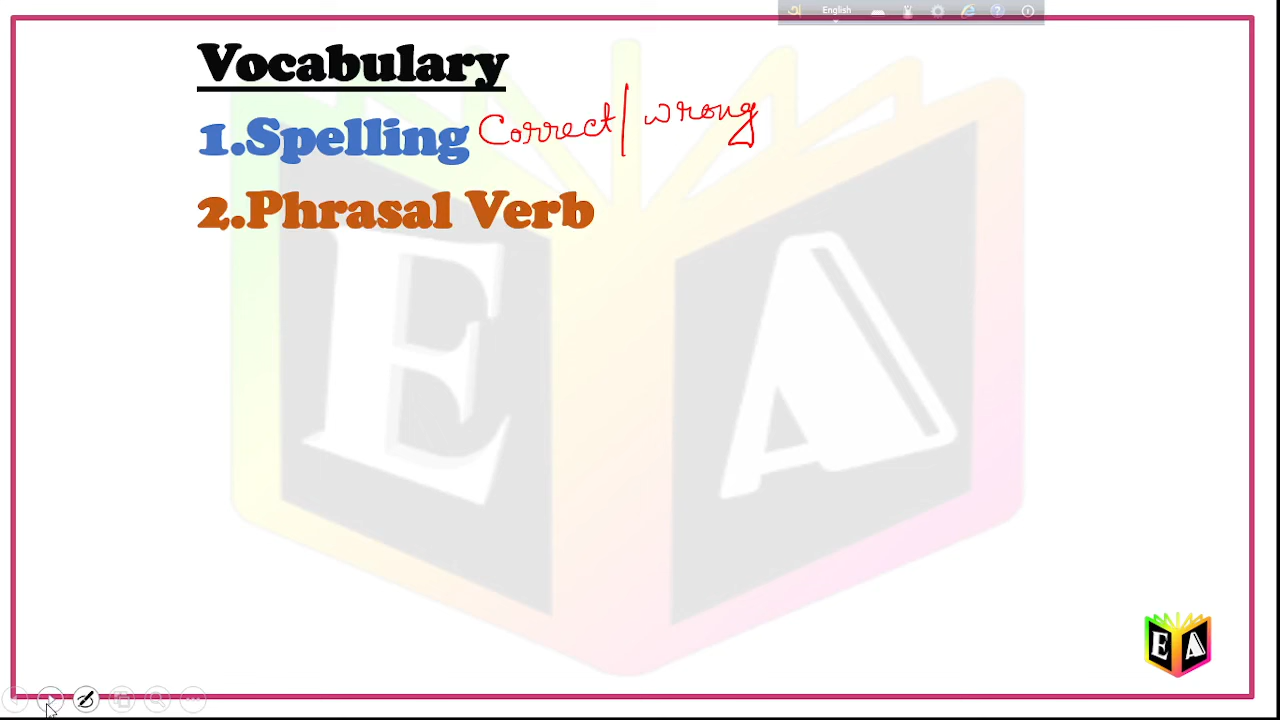 অ English
Vocabulary
1.Spelling Correct/wrong
2.Phrasal Verb
E A
E A